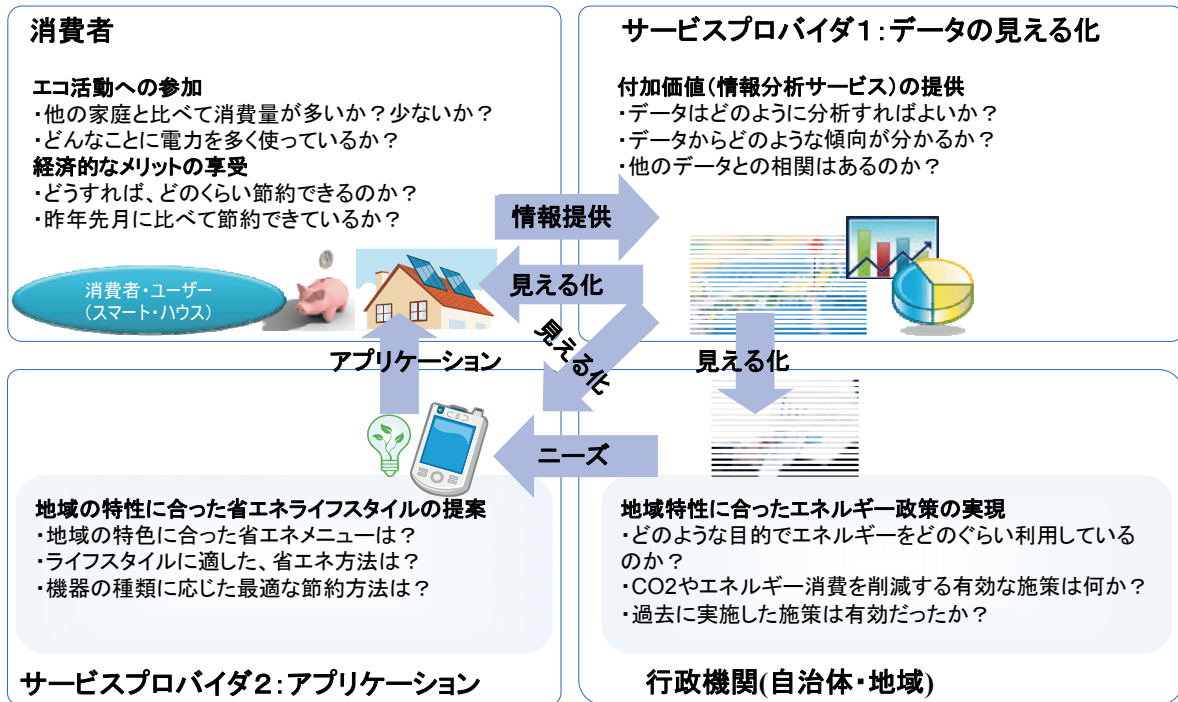 消費者
エコ活動への参加
・他の家庭と比べて消費量が多いか？少ないか？
・どんなことに電力を多く使っているか？
経済的なメリットの享受
・どうすれば、どのくらい節約できるのか？
・昨年先月に比べて節約できているか？
消費者・ユーザー
（スマート・ハウス）
サービスプロバイダ１：データの見える化
付加価値（情報分析サービス）の提供
・データはどのように分析すればよいか？
・データからどのような傾向が分かるか？
・他のデータとの相関はあるのか？
情報提供
見える化
見える化
見える化
アプリケーション
ニーズ
地域の特性に合った省エネライフスタイルの提案
・地域の特色に合った省エネメニューは？
・ライフスタイルに適した、省エネ方法は？
・機器の種類に応じた最適な節約方法は？
サービスプロバイダ２：アプリケーション
地域特性に合ったエネルギー政策の実現
・どのような目的でエネルギーをどのぐらい利用している
のか？
・CO2やエネルギー消費を削減する有効な施策は何か？
・過去に実施した施策は有効だったか？
行政機関(自治体・地域)